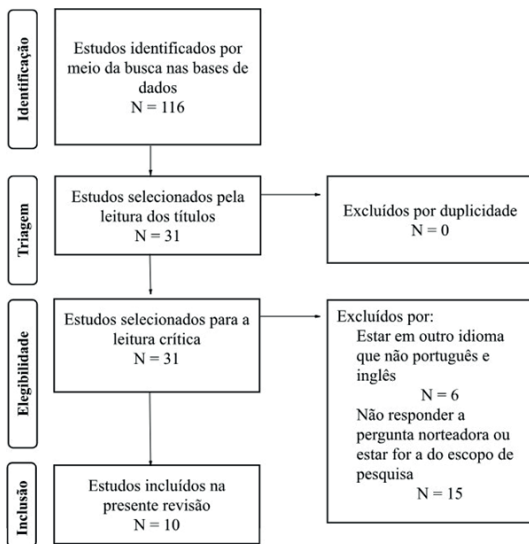 Identificação
Estudos identificados por
meio da busca nas bases de
dados
N = 116
Triagem
Estudos selecionados pela
leitura dos títulos
N = 31
Excluídos por duplicidade
N = 0
Elegibilidade
Estudos selecionados para a
leitura crítica
N = 31
Excluídos por:
Estar em outro idioma
que não português e
inglês
N = 6
Não responder a
pergunta norteadora ou
estar for a do escopo de
pesquisa
N = 15
Inclusão
Estudos incluídos na
presente revisão
N = 10